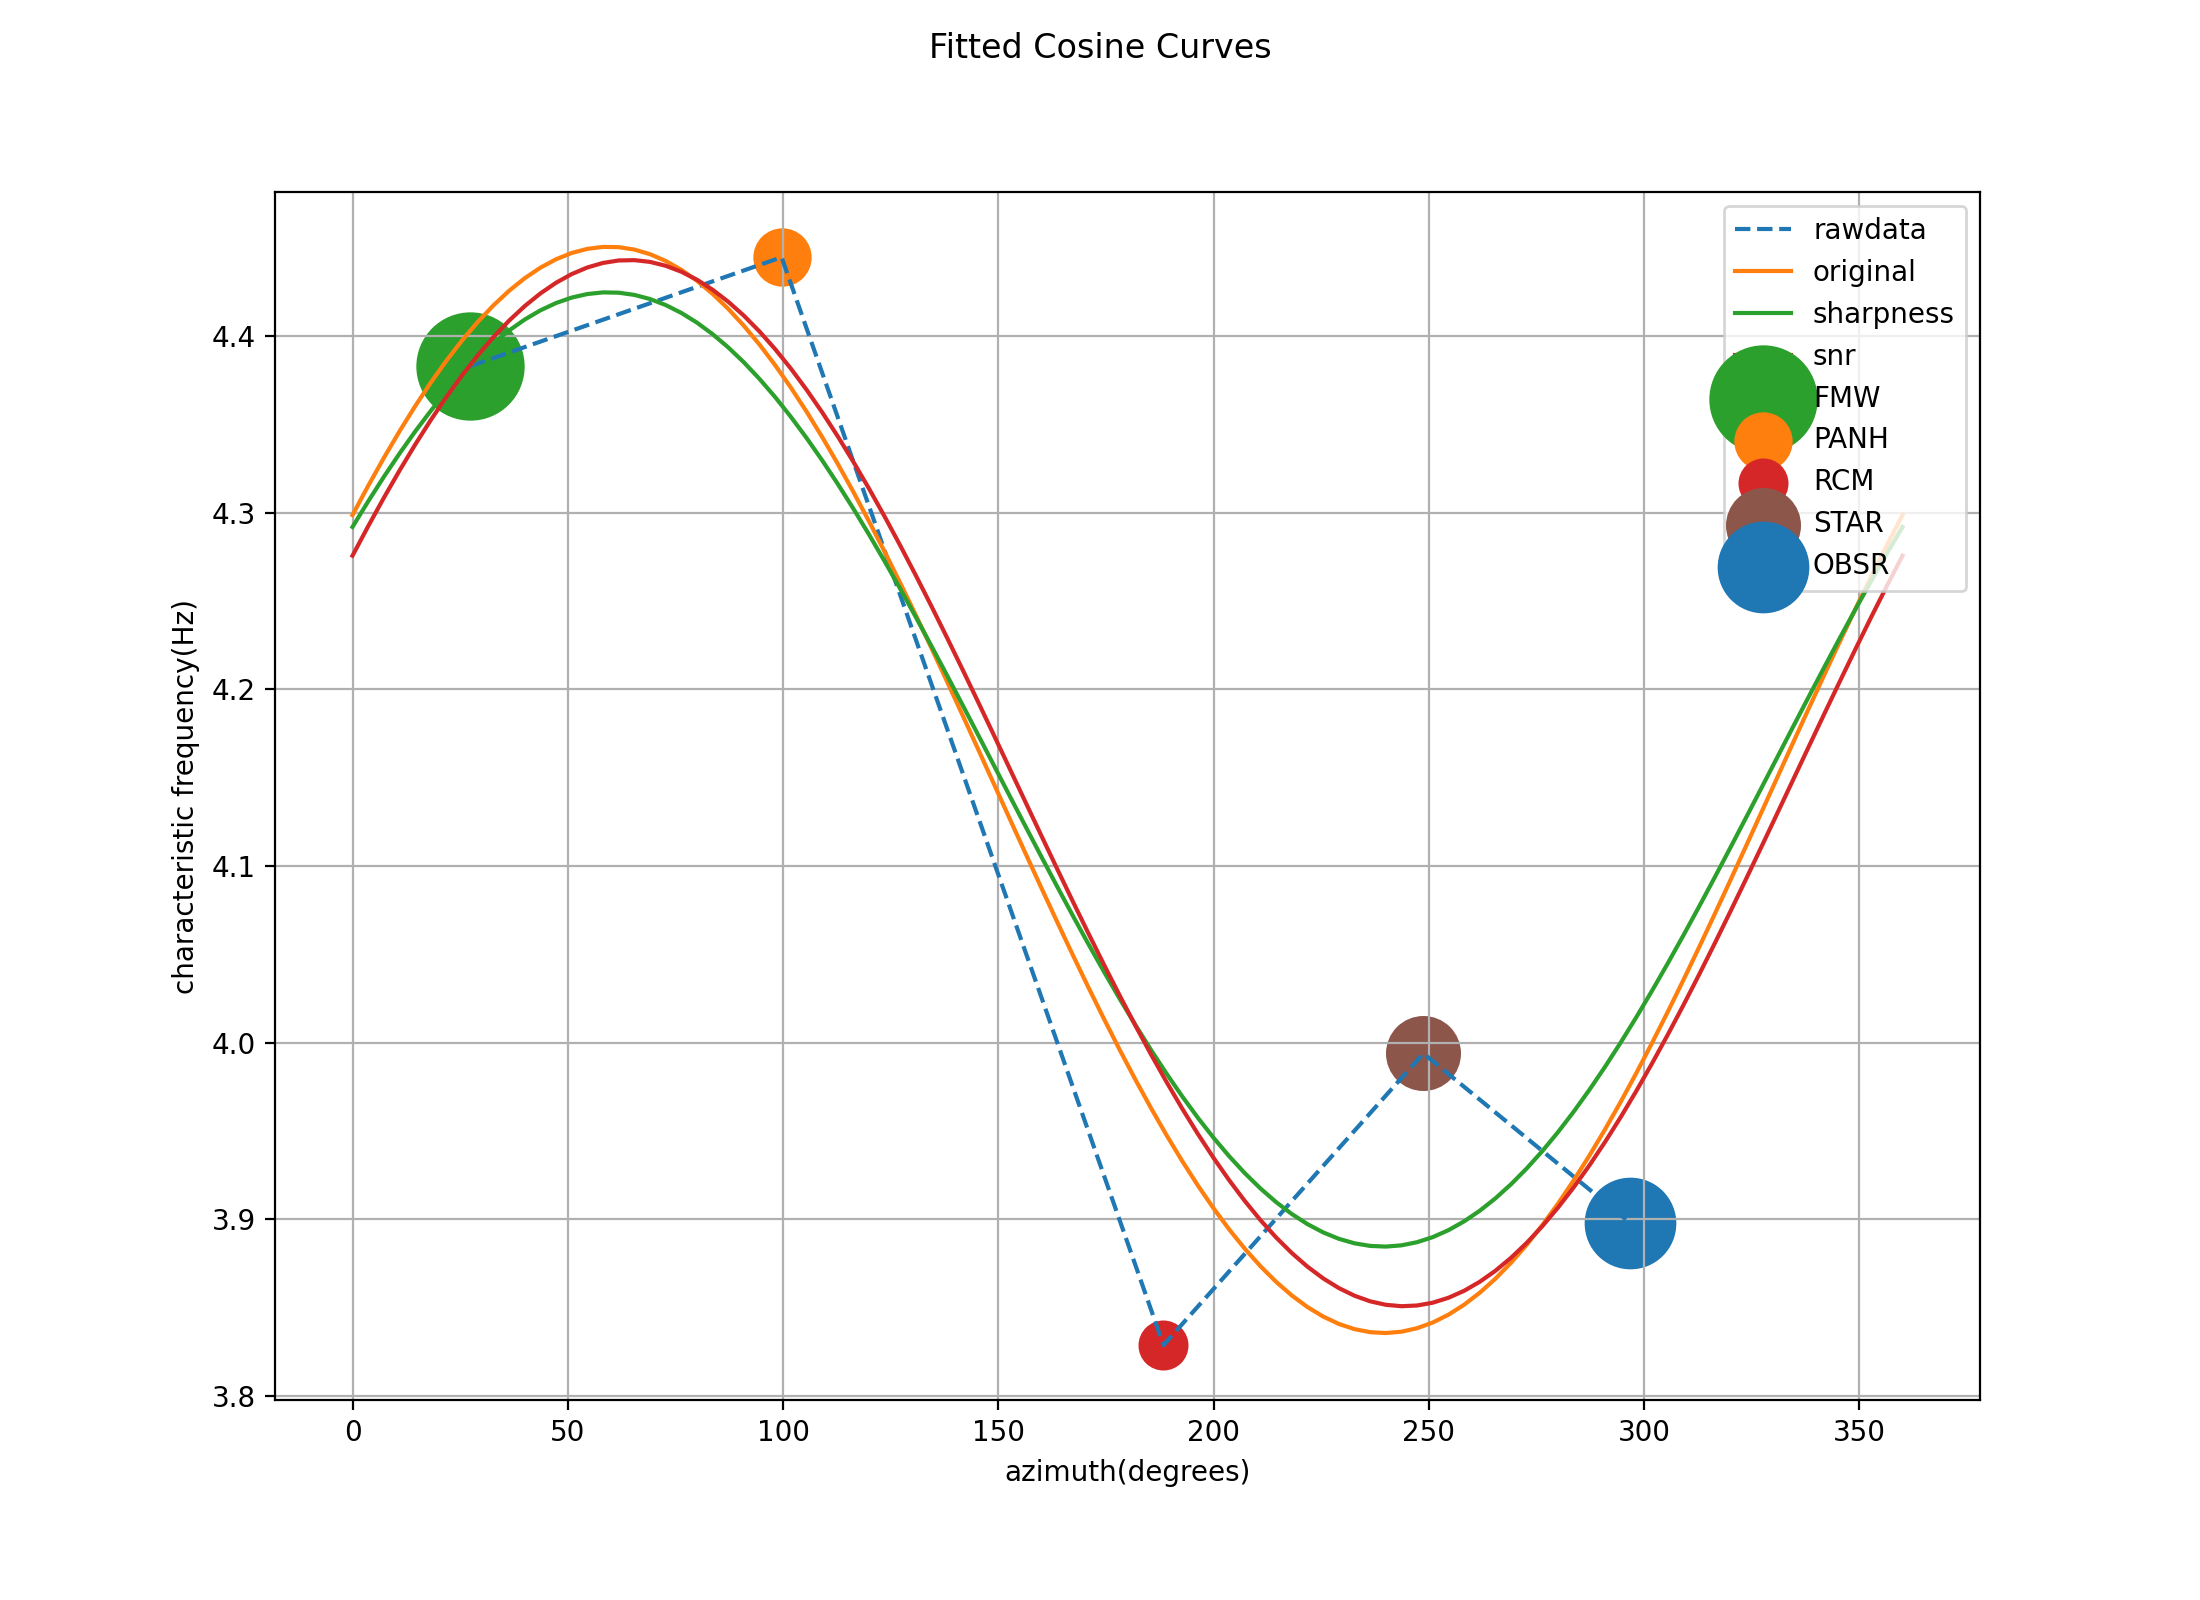 Fitted Cosine Curves
rawdata
original
sharpness
snr
FMW
PANH
RCM
STAR
OBSR
characteristic frequency(Hz)
4.4
4.3
4.2
4.1
4.0
3.9
3.8
0 50 100 150 200 250 300 350
azimuth(degrees)